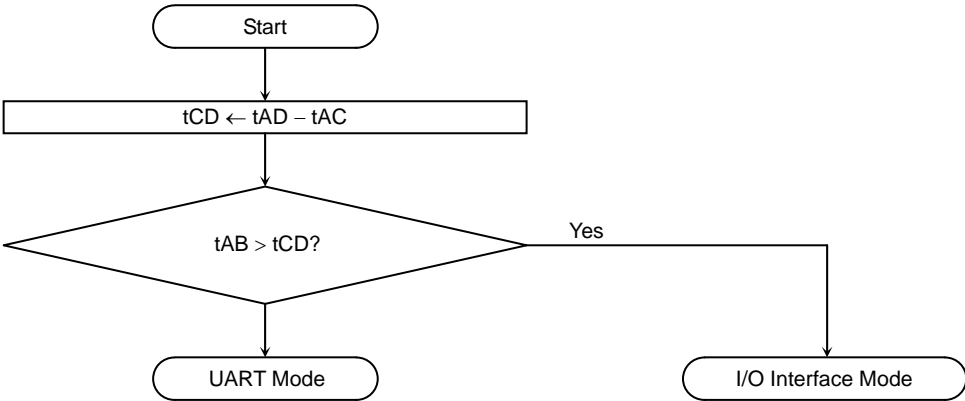 Start
tCD ← tAD − tAC
tAB > tCD?
Yes
UART Mode
I/O Interface Mode